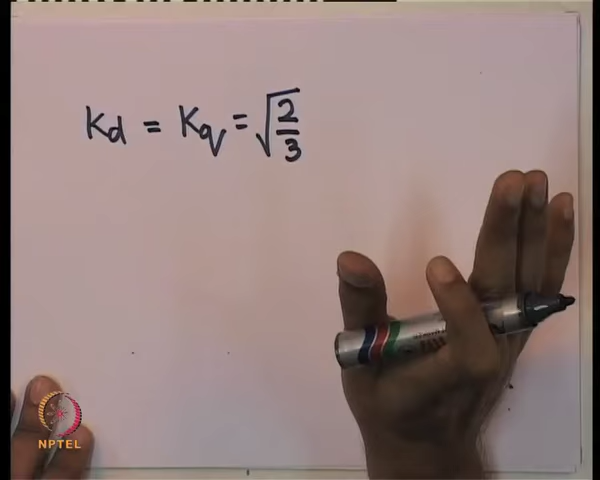 Kd = Kq = √2/3
NPTEL